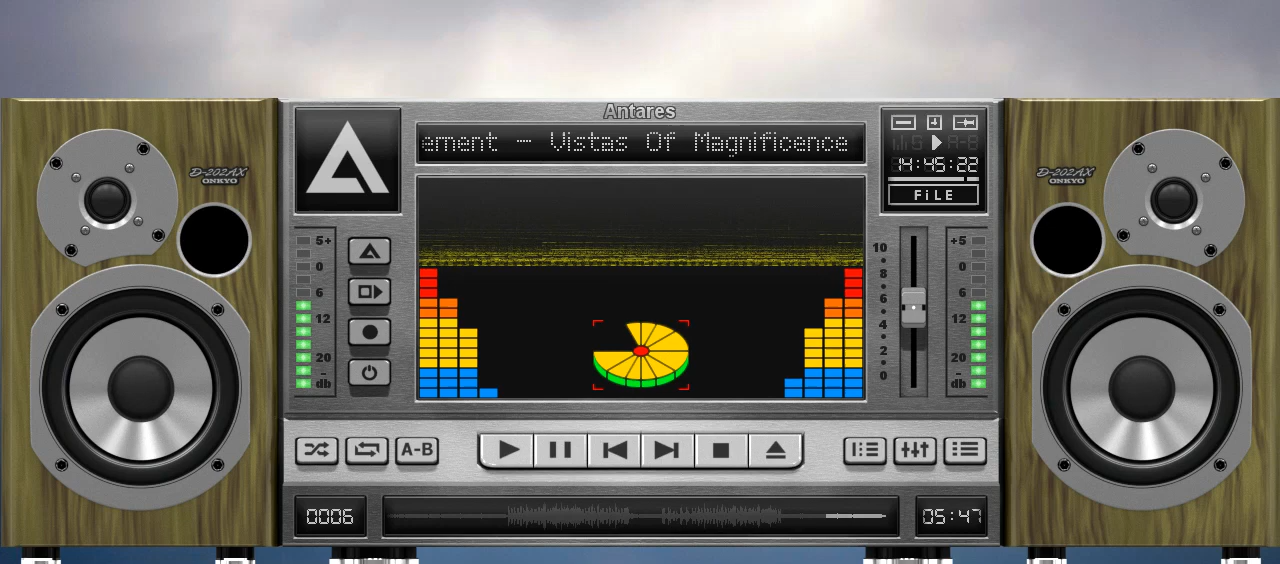 Antares
ement - Vistas Of Magnificence
A-B
14:45:22
FiLE
D-202AX
ONKYO
D-202AX
ONKYO
5+
0
6
12
20
-
db
10
8
6
4
2
0
+5
0
6
12
20
-
db
A-B
0006
05:47